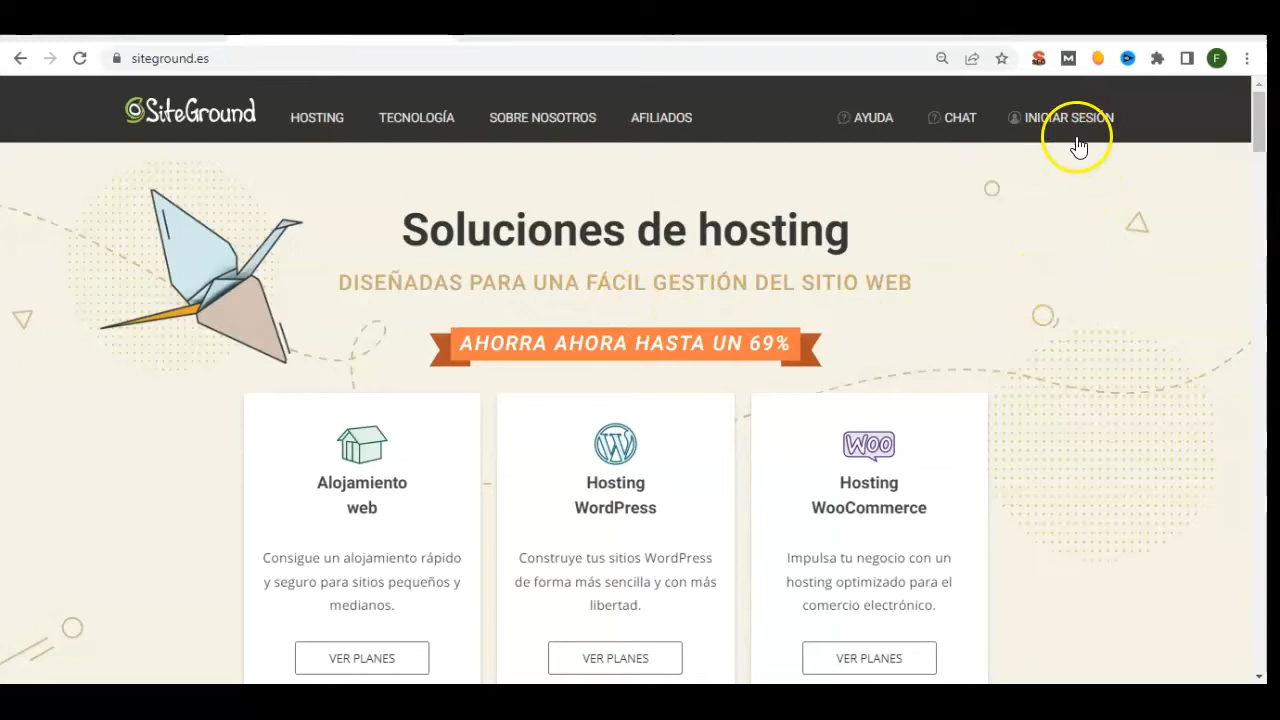 siteground.es
F
SiteGround
HOSTING
TECNOLOGÍA
SOBRE NOSOTROS
AFILIADOS
AYUDA
CHAT
INICIAR SESIÓN
Soluciones de hosting
DISEÑADAS PARA UNA FÁCIL GESTIÓN DEL SITIO WEB
AHORRA AHORA HASTA UN 69%
Alojamiento
web
Consigue un alojamiento rápido
y seguro para sitios pequeños y
medianos.
VER PLANES
Hosting
WordPress
Construye tus sitios WordPress
de forma más sencilla y con más
libertad.
VER PLANES
WOO
Hosting
WooCommerce
Impulsa tu negocio con un
hosting optimizado para el
comercio electrónico.
VER PLANES